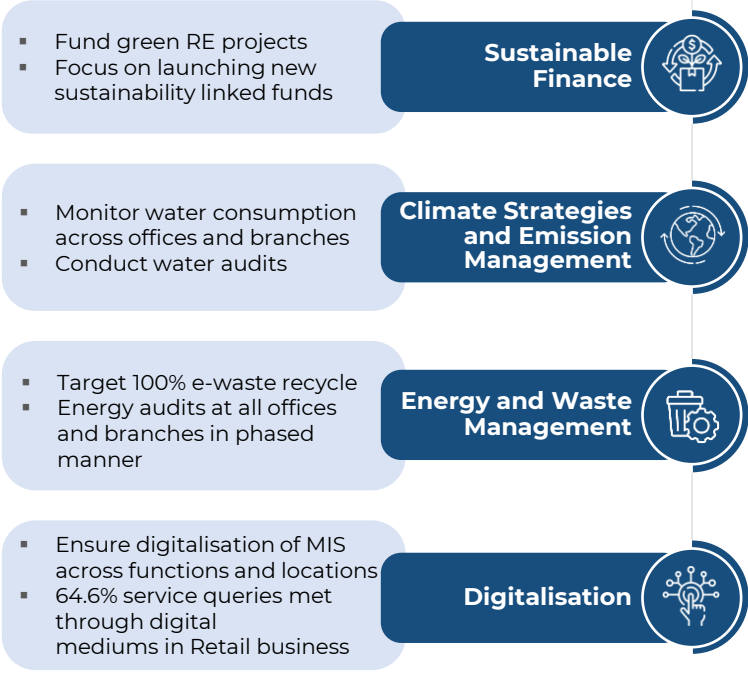 ▪ Fund green RE projects
▪ Focus on launching new
sustainability linked funds
Sustainable
Finance
▪ Monitor water consumption
across offices and branches
▪ Conduct water audits
Climate Strategies
and Emission
Management
▪ Target 100% e-waste recycle
▪ Energy audits at all offices
and branches in phased
manner
Energy and Waste
Management
▪ Ensure digitalisation of MIS
across functions and locations
▪ 64.6% service queries met
through digital
mediums in Retail business
Digitalisation